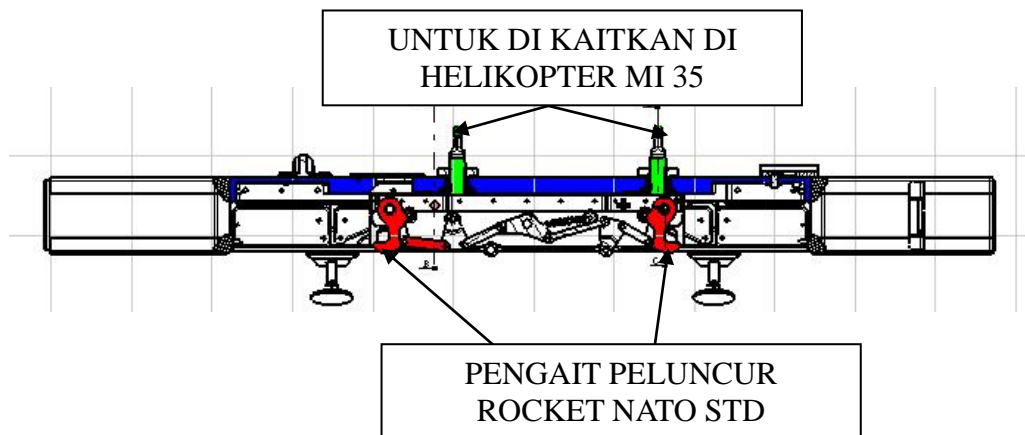 UNTUK DI KAITKAN DI
HELIKOPTER MI 35
B
C
PENGAIT PELUNCUR
ROCKET NATO STD